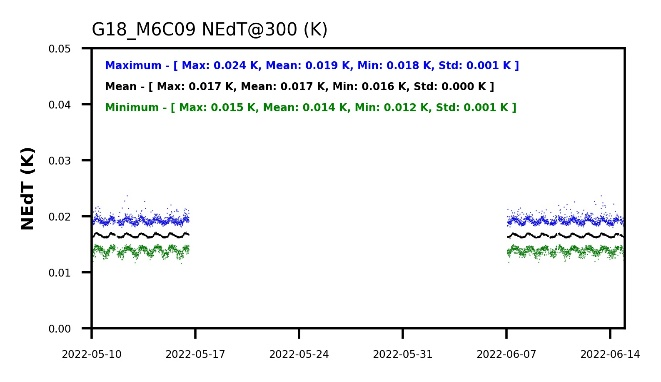 G18_M6C09 NEdT@300 (K)
0.05
Maximum - [ Max: 0.024 K, Mean: 0.019 K, Min: 0.018 K, Std: 0.001 K ]
Mean - [ Max: 0.017 K, Mean: 0.017 K, Min: 0.016 K, Std: 0.000 K ]
Minimum - [ Max: 0.015 K, Mean: 0.014 K, Min: 0.012 K, Std: 0.001 K ]
0.04
0.03
NEdT (K)
0.02
0.01
0.00
2022-05-10 2022-05-17 2022-05-24 2022-05-31 2022-06-07 2022-06-14